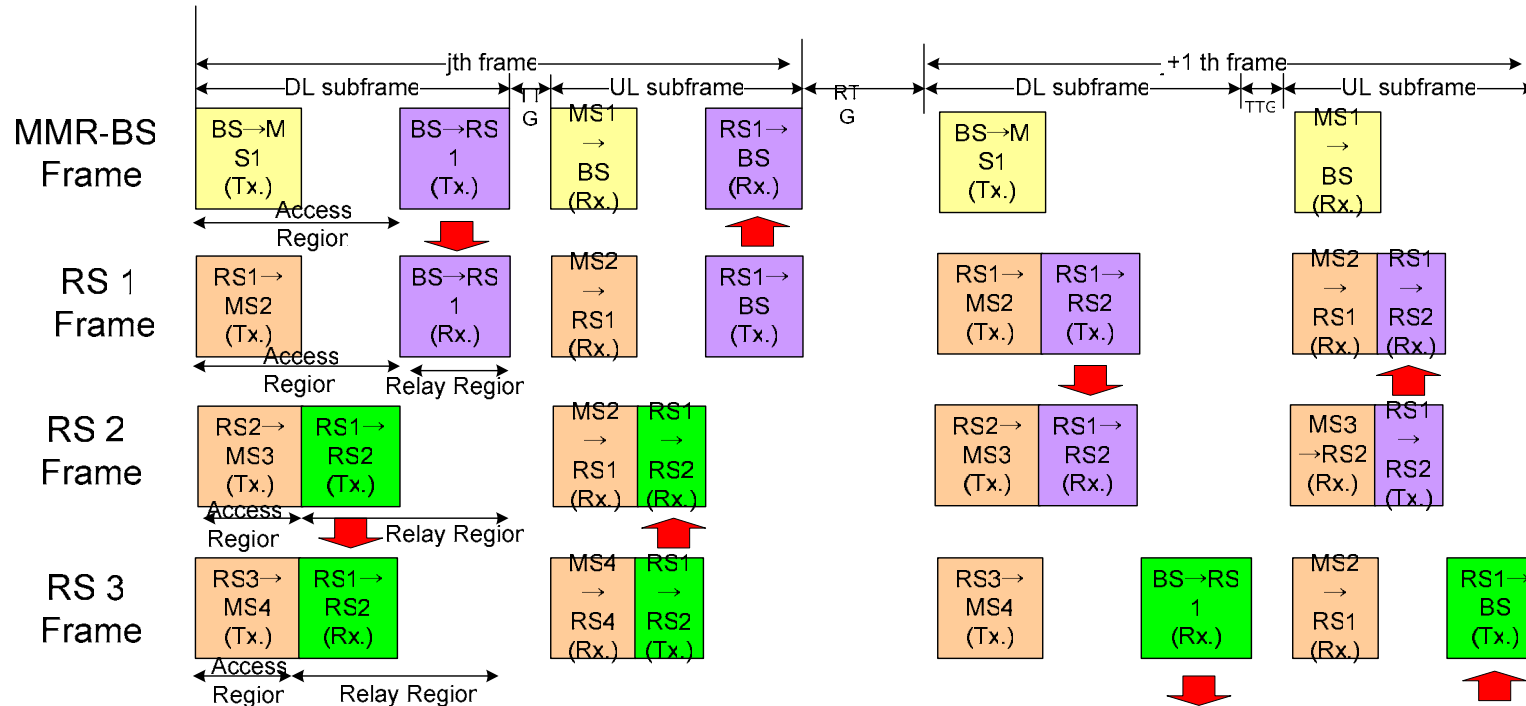 jth frame
+1 th frame
j
DL subframe
TT
G
UL subframe
RT
G
DL subframe
TTG
UL subframe
MMR-BS
Frame
BS→M
S1
(Tx.)
BS→RS
1
(Tx.)
MS1
→
BS
(Rx.)
RS1→
BS
(Rx.)
BS→M
S1
(Tx.)
MS1
→
BS
(Rx.)
Access
Region
RS 1
Frame
RS1→
MS2
(Tx.)
BS→RS
1
(Rx.)
MS2
→
RS1
(Rx.)
RS1→
BS
(Tx.)
RS1→
MS2
(Tx.)
RS1→
RS2
(Tx.)
MS2
→
RS1
(Rx.)
RS1
→
RS2
(Rx.)
Access
Region
Relay Region
RS 2
Frame
RS2→
MS3
(Tx.)
RS1→
RS2
(Tx.)
MS2
→
RS1
(Rx.)
RS1
→
RS2
(Rx.)
RS2→
MS3
(Tx.)
RS1→
RS2
(Rx.)
MS3
→RS2
(Rx.)
RS1
→
RS2
(Tx.)
Access
Region
Relay Region
RS 3
Frame
RS3→
MS4
(Tx.)
RS1→
RS2
(Rx.)
MS4
→
RS4
(Rx.)
RS1
→
RS2
(Tx.)
RS3→
MS4
(Tx.)
BS→RS
1
(Rx.)
MS2
→
RS1
(Rx.)
RS1→
BS
(Tx.)
Access
Region
Relay Region